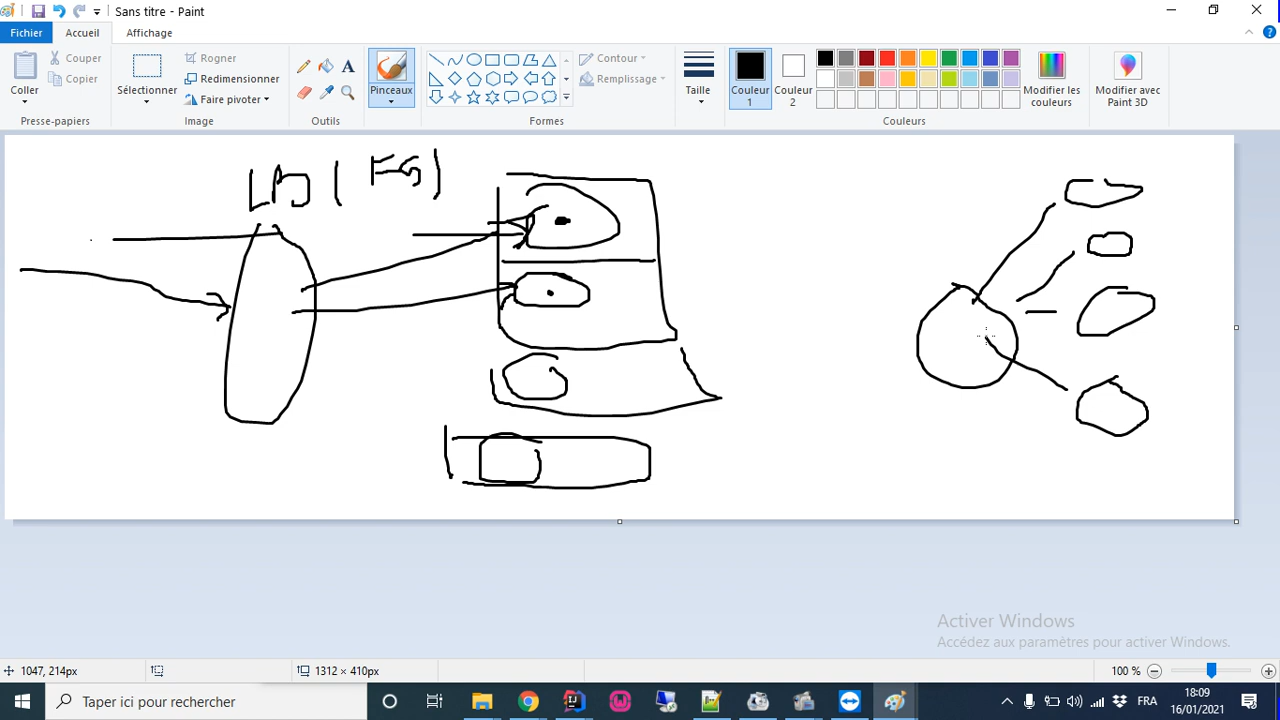 Sans titre - Paint
Fichier Accueil Affichage
Coller
Couper
Copier
Presse-papiers
Sélectionner
Rogner
Redimensionner
Faire pivoter
Image
Outils
Pinceaux
Contour
Remplissage
Formes
Taille
Couleur 1
Couleur 2
Modifier les couleurs
Couleurs
Modifier avec Paint 3D
Activer Windows
Accédez aux paramètres pour activer Windows.
1047, 214px
1312 × 410px
100 %
Taper ici pour rechercher
FRA
18:09
16/01/2021